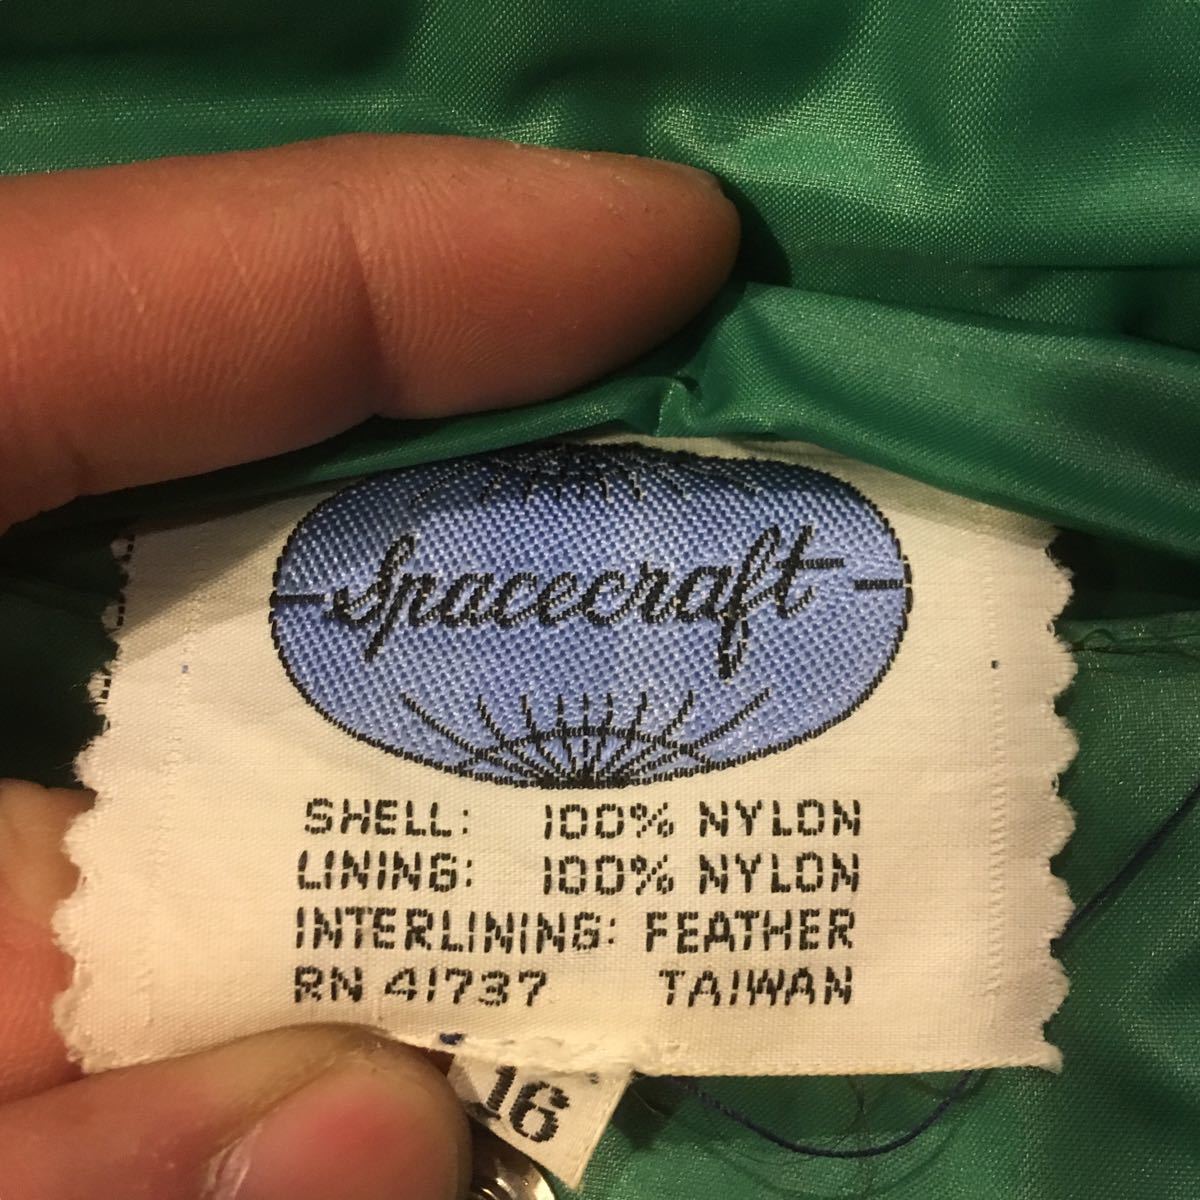 Spacecraft
SHELL: 100% NYLON
LINING: 100% NYLON
INTERLINING: FEATHER
RN 41737 TAIWAN
16